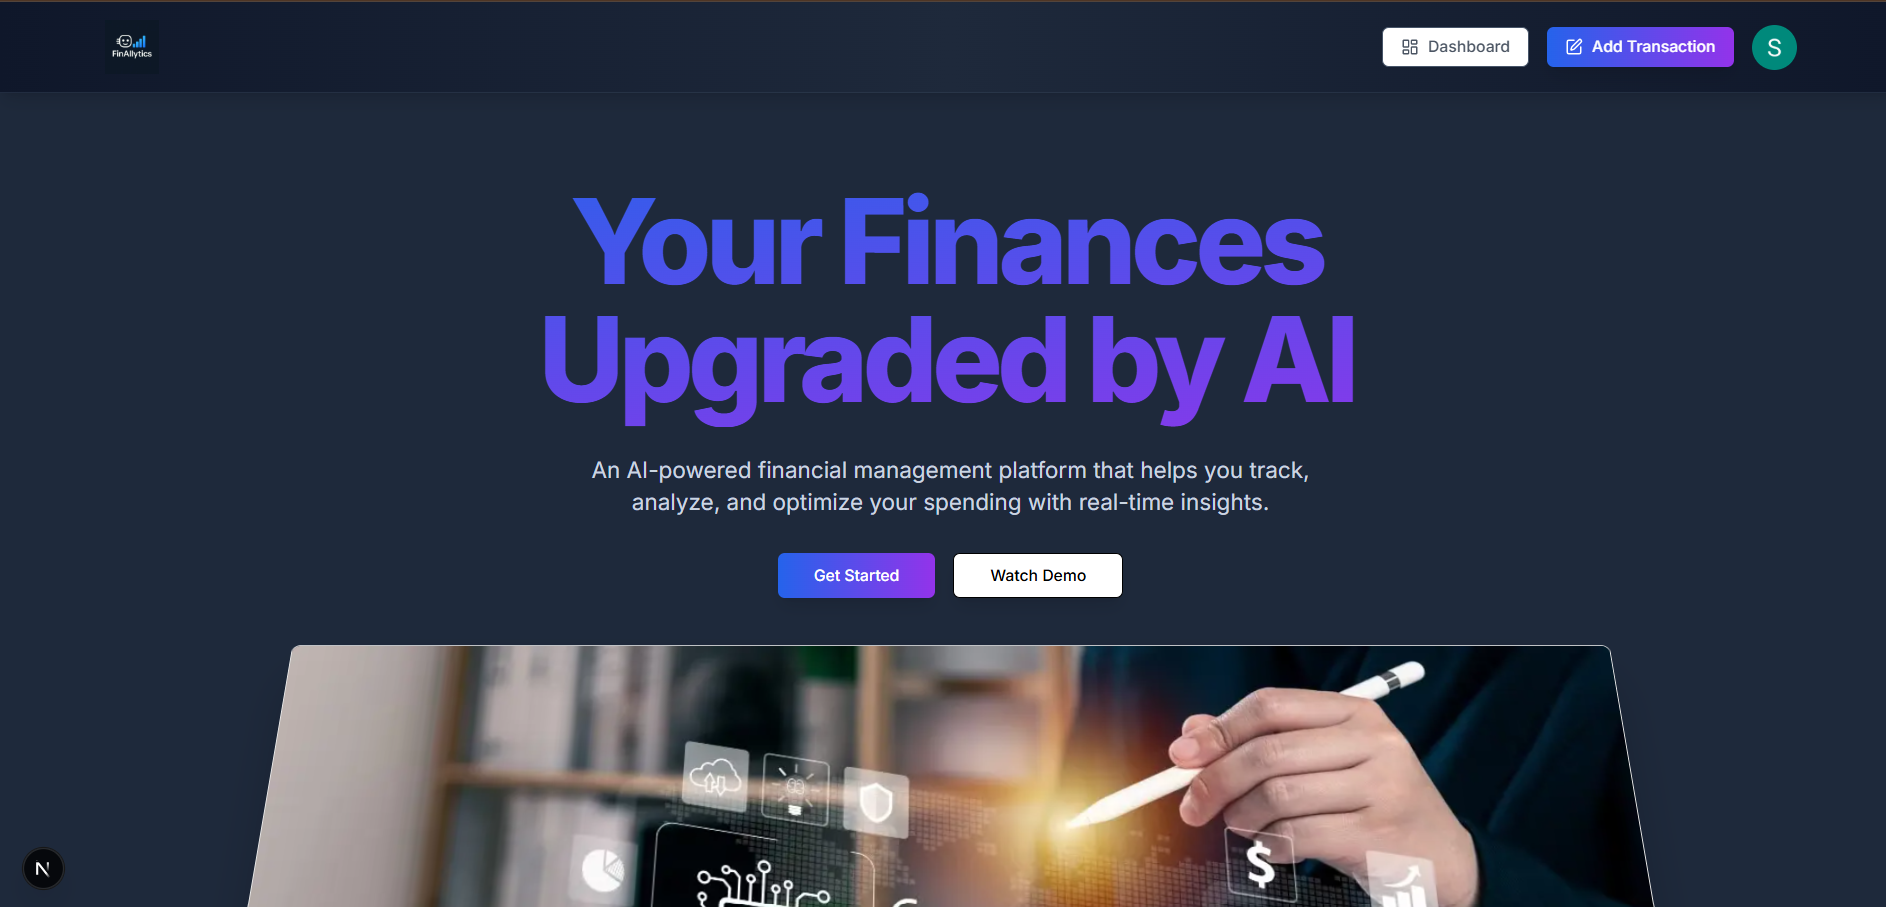 FinAIlytics
Dashboard
Add Transaction
S
Your Finances
Upgraded by AI
An AI-powered financial management platform that helps you track,
analyze, and optimize your spending with real-time insights.
Get Started
Watch Demo
$
N